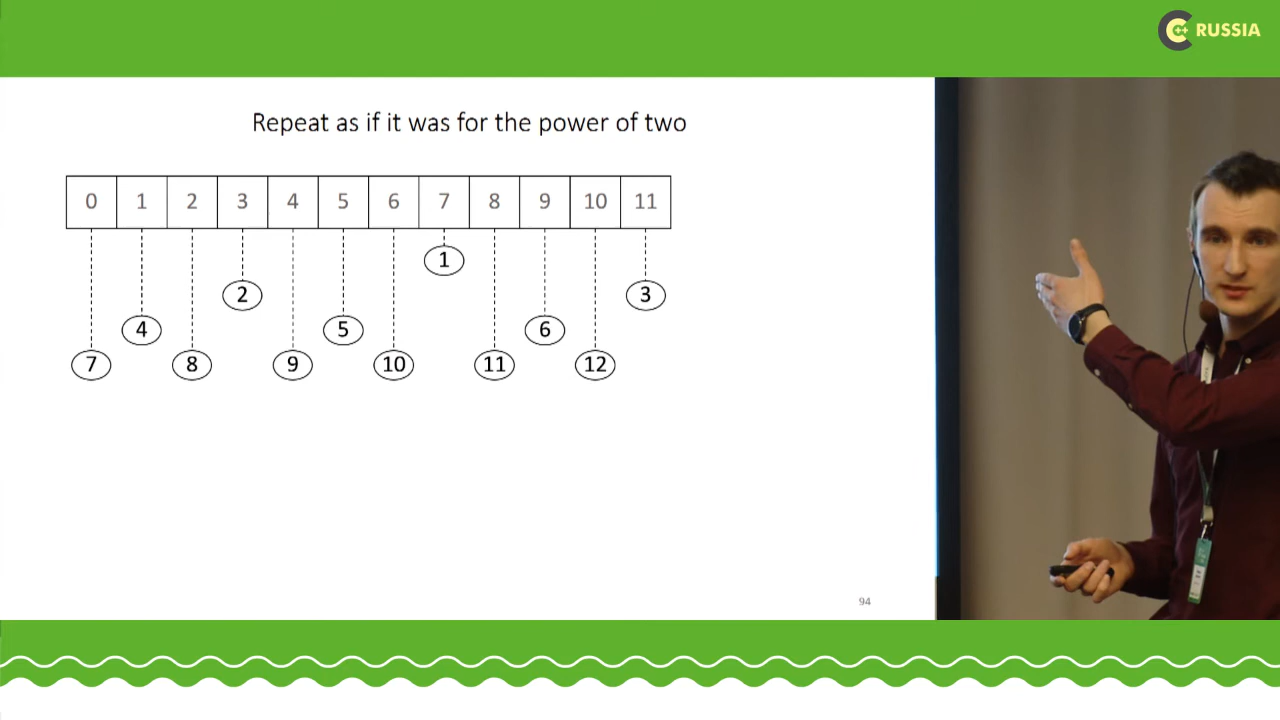 C++ RUSSIA
Repeat as if it was for the power of two
0 1 2 3 4 5 6 7 8 9 10 11
1
2 3
4 5 6
7 8 9 10 11 12
94